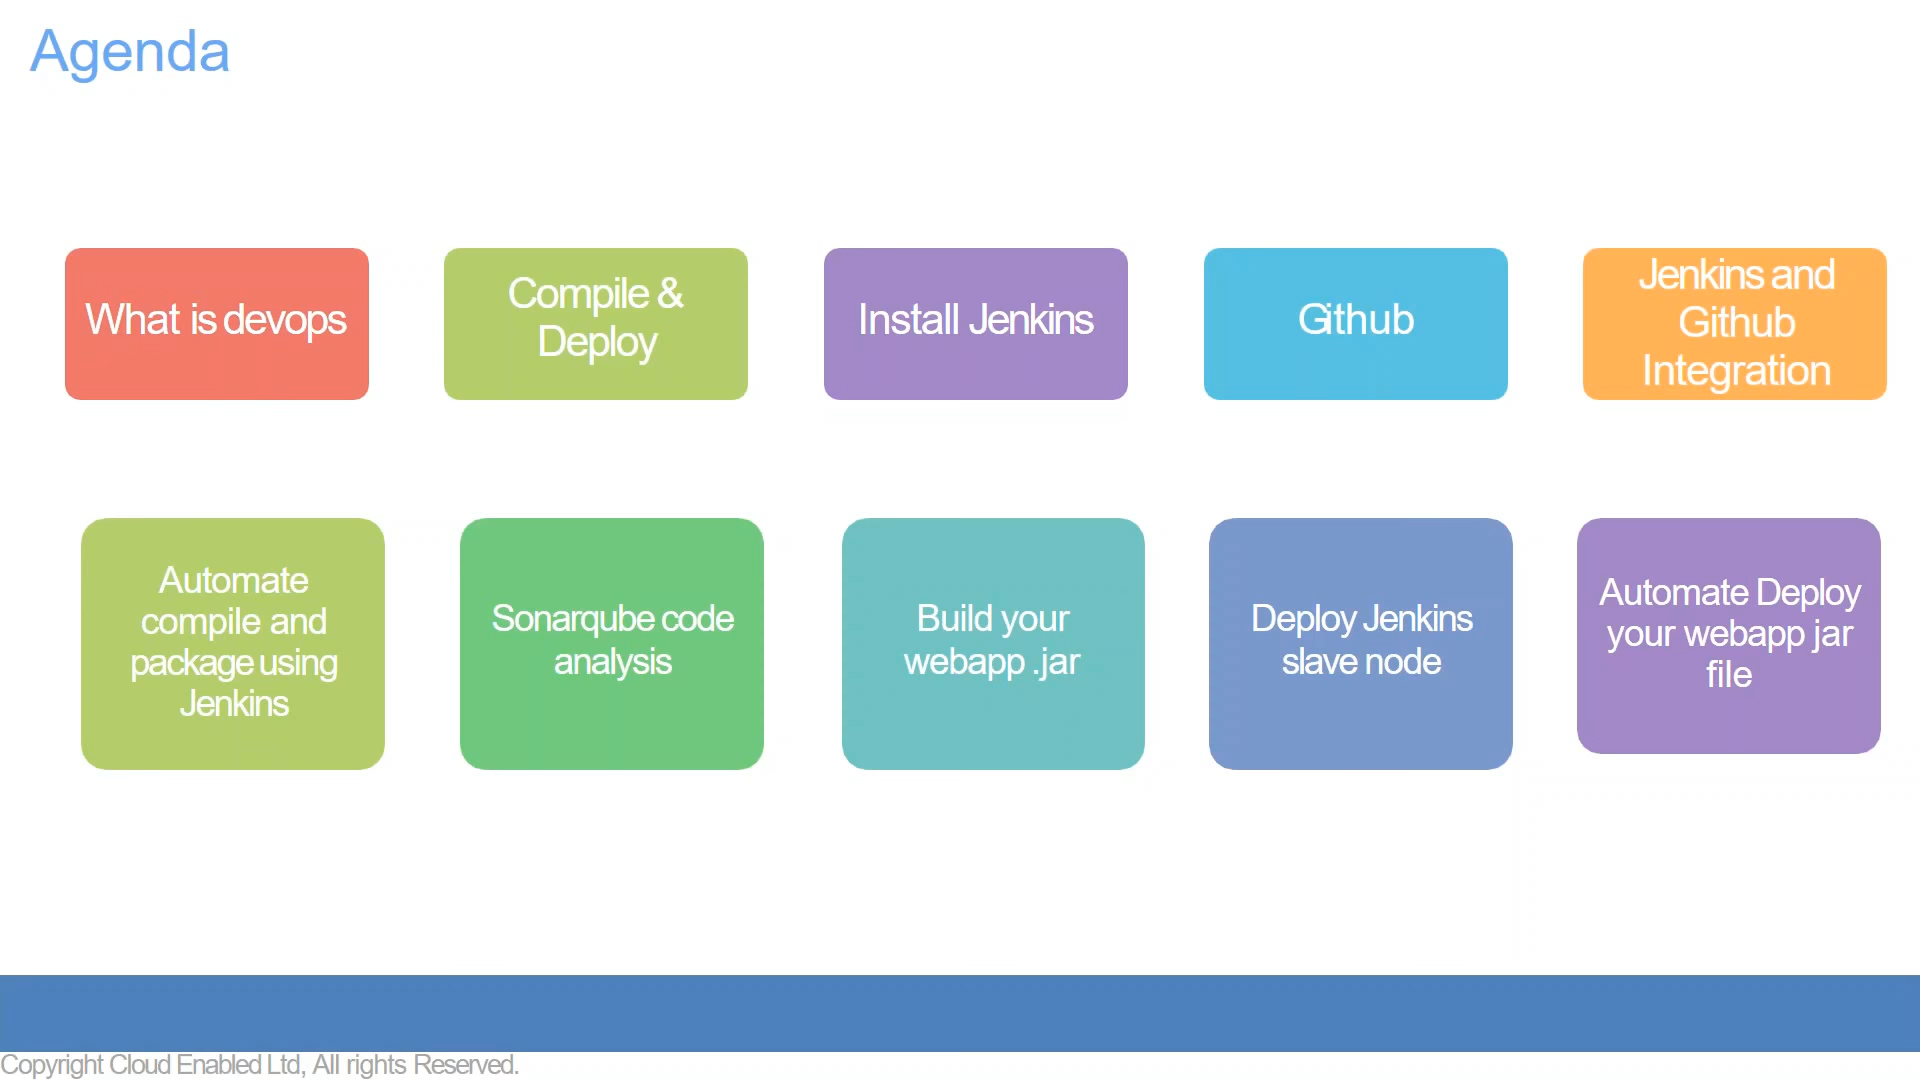 Agenda
What is devops
Compile &
Deploy
Install Jenkins
Github
Jenkins and
Github
Integration
Automate
compile and
package using
Jenkins
Sonarqube code
analysis
Build your
webapp .jar
Deploy Jenkins
slave node
Automate Deploy
your webapp jar
file
Copyright Cloud Enabled Ltd, All rights Reserved.